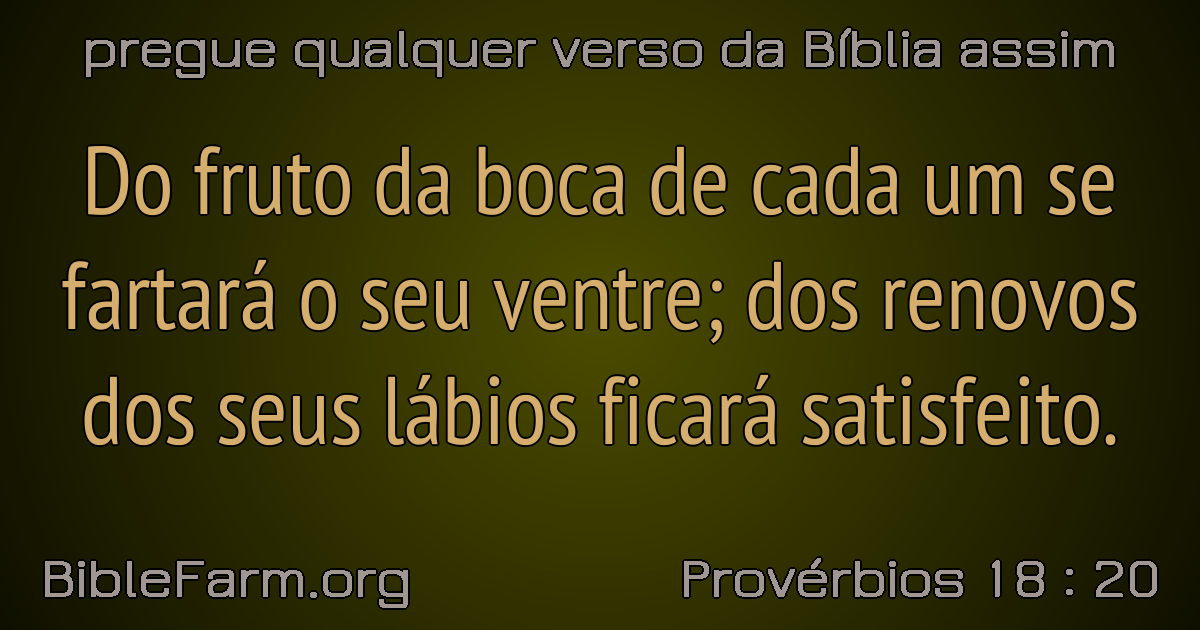 pregue qualquer verso da Bíblia assim
Do fruto da boca de cada um se
fartará o seu ventre; dos renovos
dos seus lábios ficará satisfeito.
BibleFarm.org
Provérbios 18 : 20